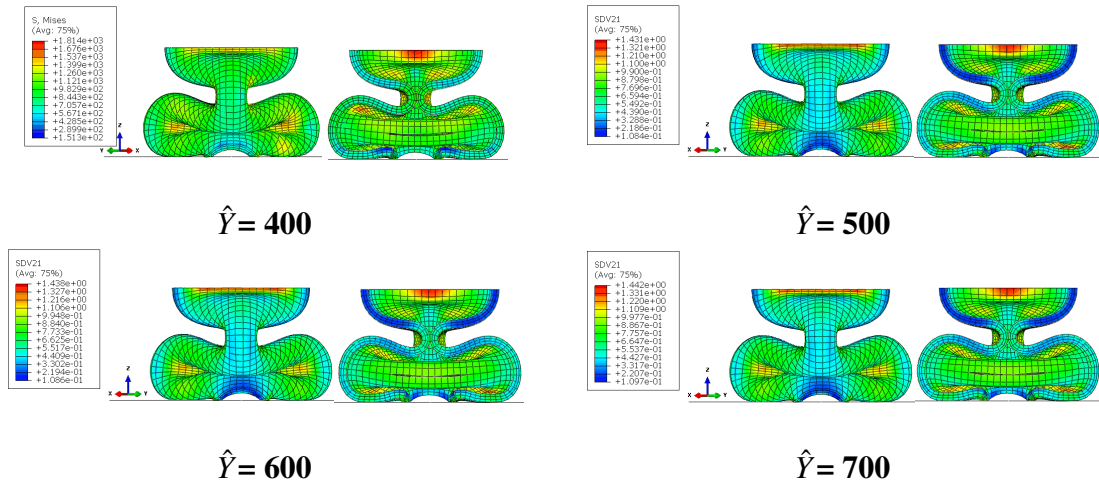 S, Mises
(Avg: 75%)
+1.814e+03
+1.676e+03
+1.537e+03
+1.399e+03
+1.260e+03
+1.121e+03
+9.829e+02
+8.443e+02
+7.057e+02
+5.671e+02
+4.285e+02
+2.899e+02
+1.513e+02
Z
Y X
Ŷ = 400
SDV21
(Avg: 75%)
+1.431e+00
+1.321e+00
+1.210e+00
+1.100e+00
+9.900e-01
+8.798e-01
+7.696e-01
+6.594e-01
+5.492e-01
+4.390e-01
+3.288e-01
+2.186e-01
+1.084e-01
Z
X Y
Ŷ = 500
SDV21
(Avg: 75%)
+1.438e+00
+1.327e+00
+1.216e+00
+1.106e+00
+9.948e-01
+8.840e-01
+7.733e-01
+6.625e-01
+5.517e-01
+4.409e-01
+3.302e-01
+2.194e-01
+1.086e-01
Z
X Y
Ŷ = 600
SDV21
(Avg: 75%)
+1.442e+00
+1.331e+00
+1.220e+00
+1.109e+00
+9.977e-01
+8.867e-01
+7.757e-01
+6.647e-01
+5.537e-01
+4.427e-01
+3.317e-01
+2.207e-01
+1.097e-01
Z
X Y
Ŷ = 700